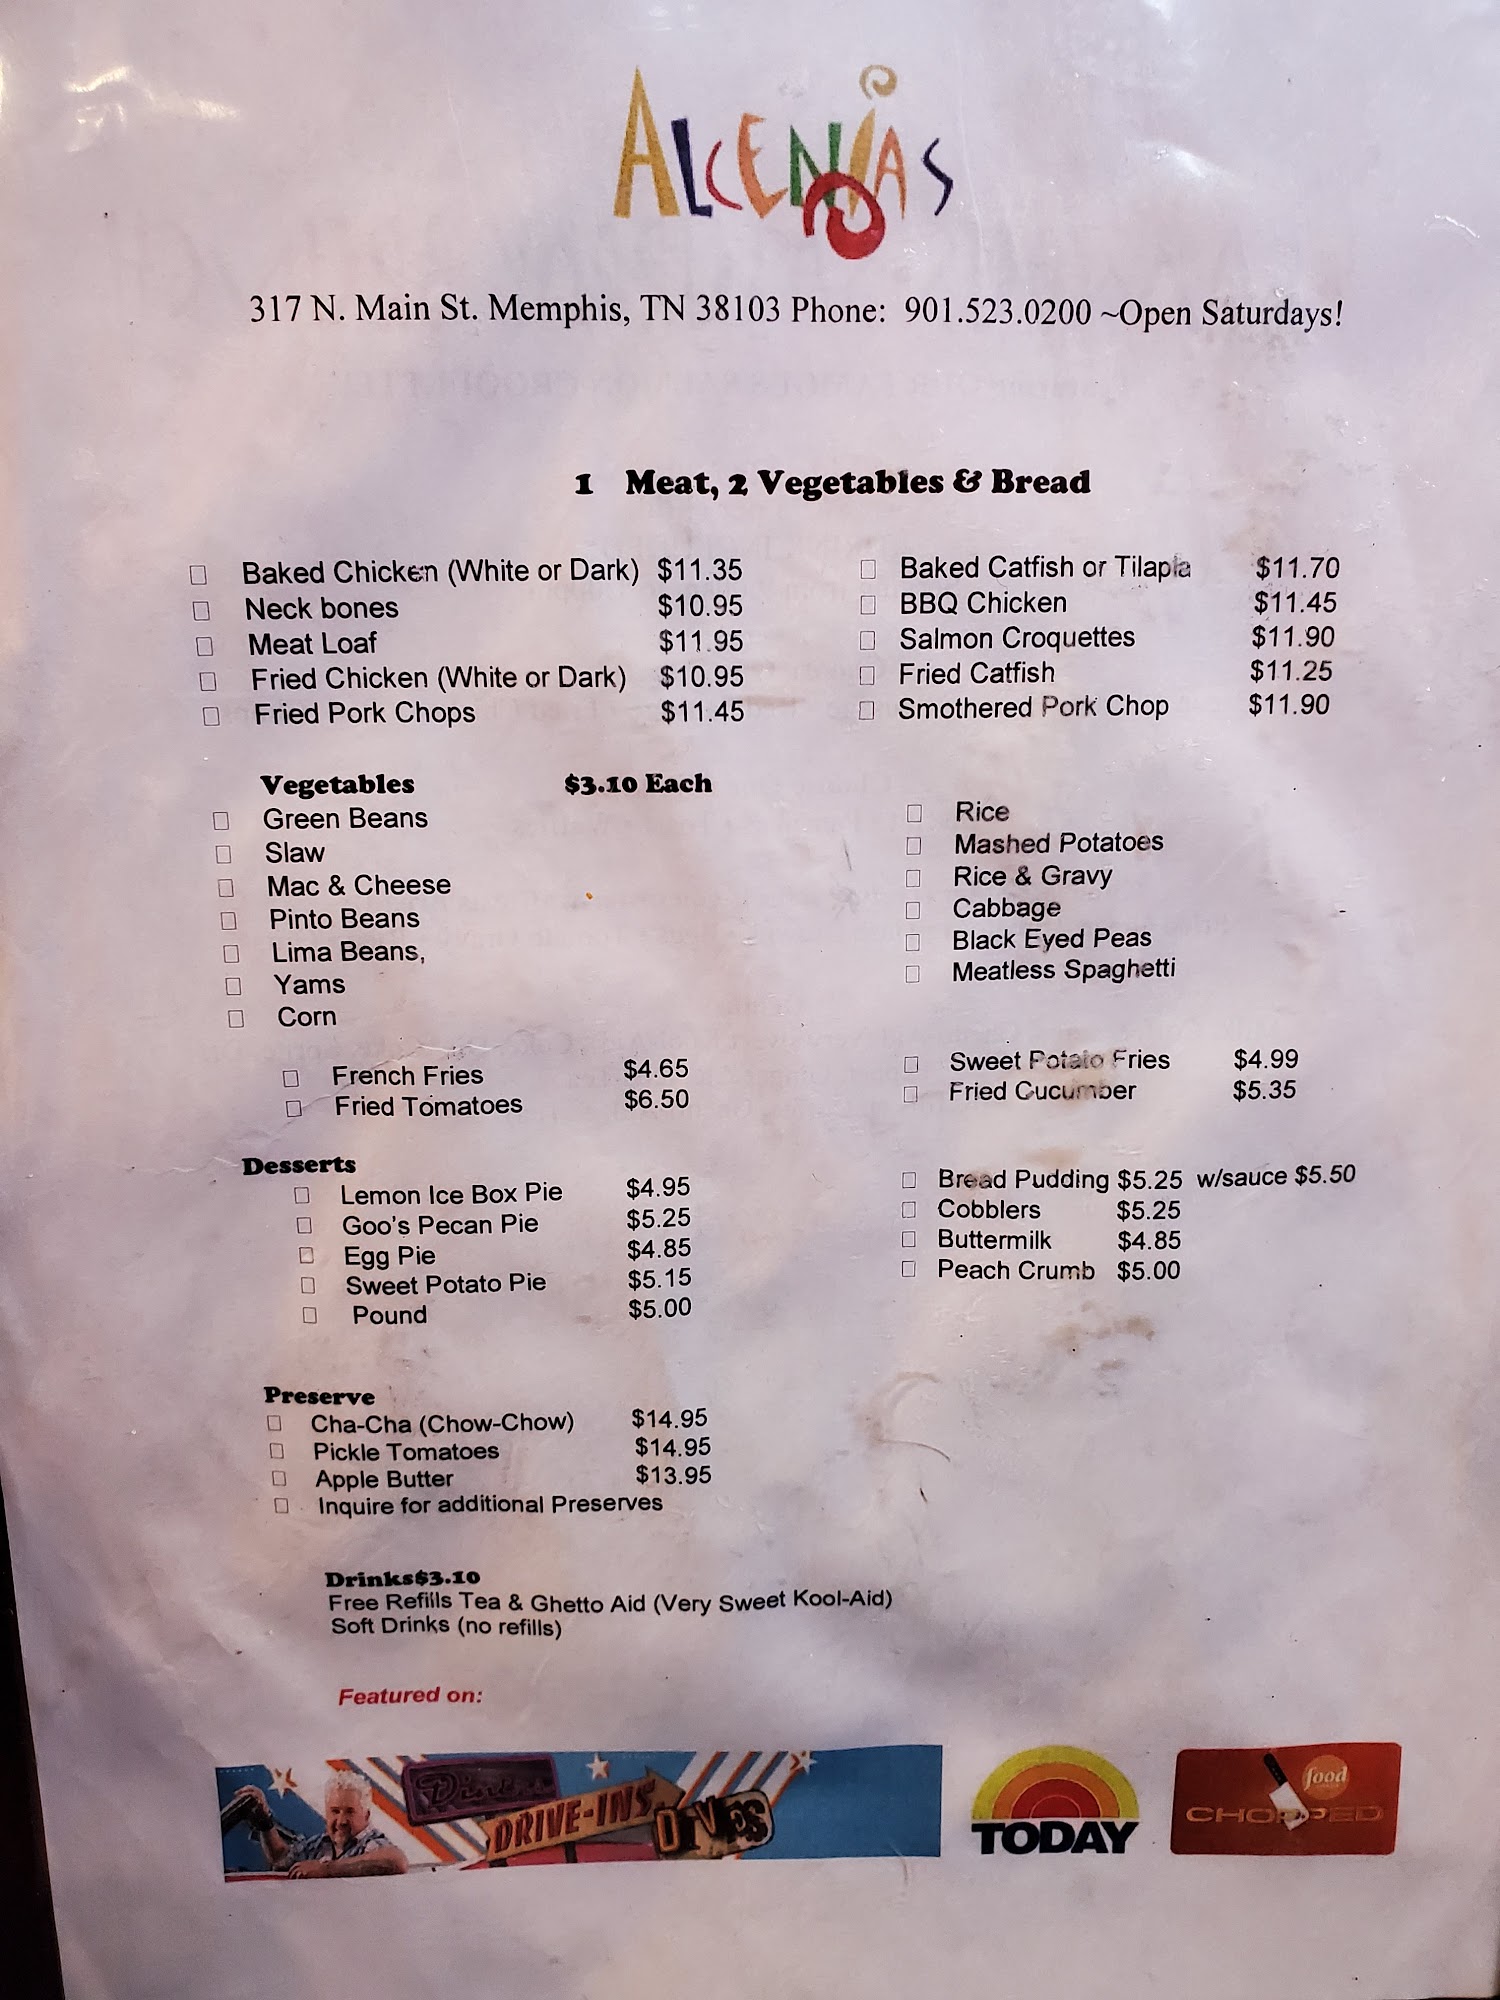 ALCENIA'S
317 N. Main St. Memphis, TN 38103 Phone: 901.523.0200 ~Open Saturdays!
1 Meat, 2 Vegetables & Bread
Baked Chicken (White or Dark) $11.35
Neck bones $10.95
Meat Loaf $11.95
Fried Chicken (White or Dark) $10.95
Fried Pork Chops $11.45
Baked Catfish or Tilapia $11.70
BBQ Chicken $11.45
Salmon Croquettes $11.90
Fried Catfish $11.25
Smothered Pork Chop $11.90
Vegetables $3.10 Each
Green Beans
Slaw
Mac & Cheese
Pinto Beans
Lima Beans,
Yams
Corn
Rice
Mashed Potatoes
Rice & Gravy
Cabbage
Black Eyed Peas
Meatless Spaghetti
French Fries $4.65
Fried Tomatoes $6.50
Sweet Potato Fries $4.99
Fried Cucumber $5.35
Desserts
Lemon Ice Box Pie $4.95
Goo's Pecan Pie $5.25
Egg Pie $4.85
Sweet Potato Pie $5.15
Pound $5.00
Bread Pudding $5.25 w/sauce $5.50
Cobblers $5.25
Buttermilk $4.85
Peach Crumb $5.00
Preserve
Cha-Cha (Chow-Chow) $14.95
Pickle Tomatoes $14.95
Apple Butter $13.95
Inquire for additional Preserves
Drinks$3.10
Free Refills Tea & Ghetto Aid (Very Sweet Kool-Aid)
Soft Drinks (no refills)
Featured on:
Diners
DRIVE-INS
DIVES
TODAY
food
CHOPPED